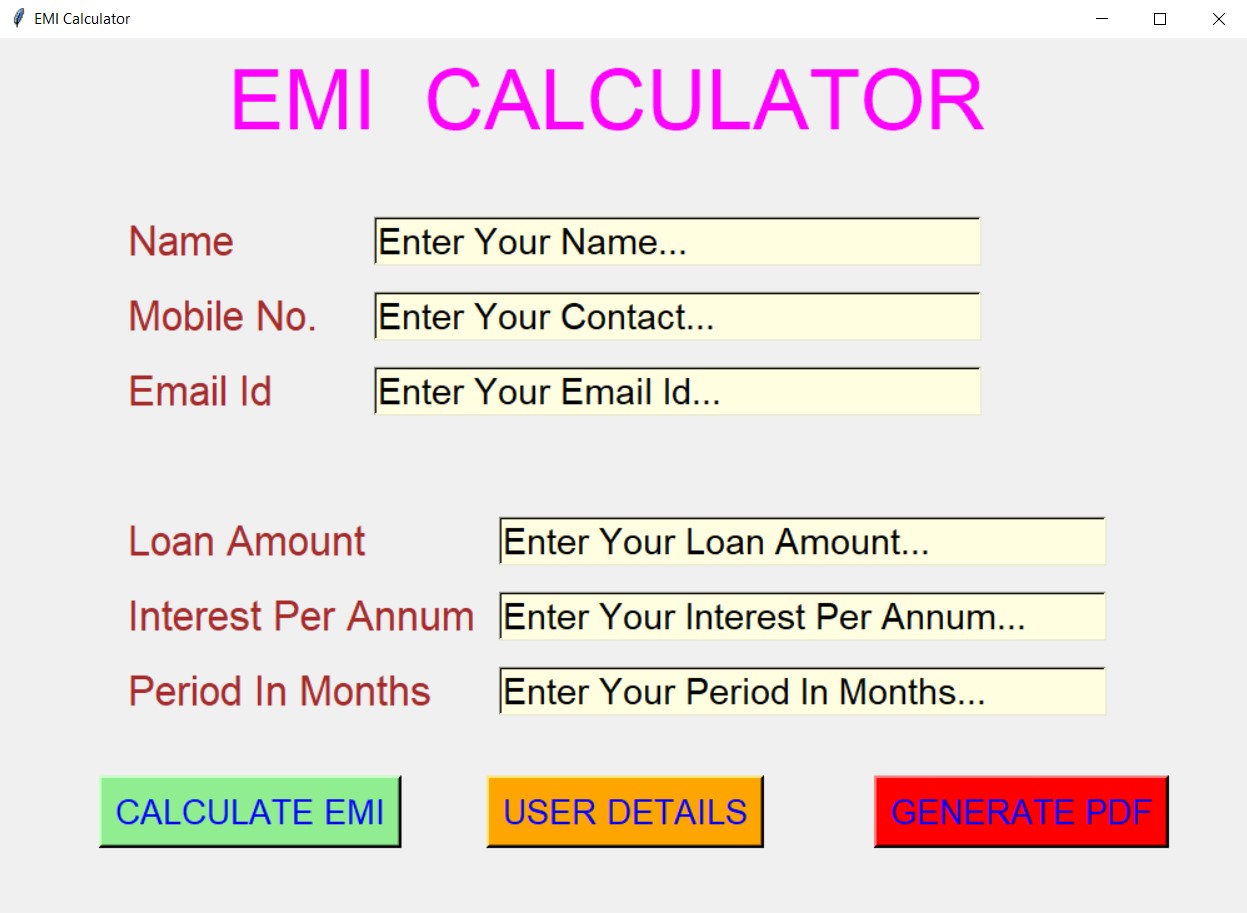 EMI Calculator
EMI CALCULATOR
Name Enter Your Name...
Mobile No. Enter Your Contact...
Email Id Enter Your Email Id...
Loan Amount Enter Your Loan Amount...
Interest Per Annum Enter Your Interest Per Annum...
Period In Months Enter Your Period In Months...
CALCULATE EMI USER DETAILS GENERATE PDF